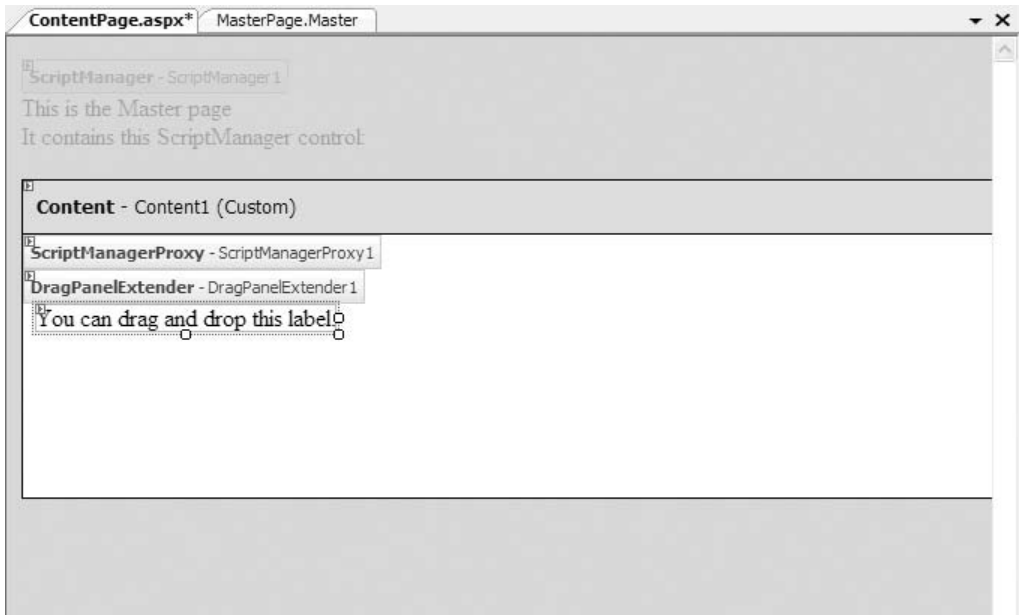 ContentPage.aspx* MasterPage.Master
ScriptManager - ScriptManager1
This is the Master page
It contains this ScriptManager control:
Content - Content1 (Custom)
ScriptManagerProxy - ScriptManagerProxy1
DragPanelExtender - DragPanelExtender1
You can drag and drop this label.